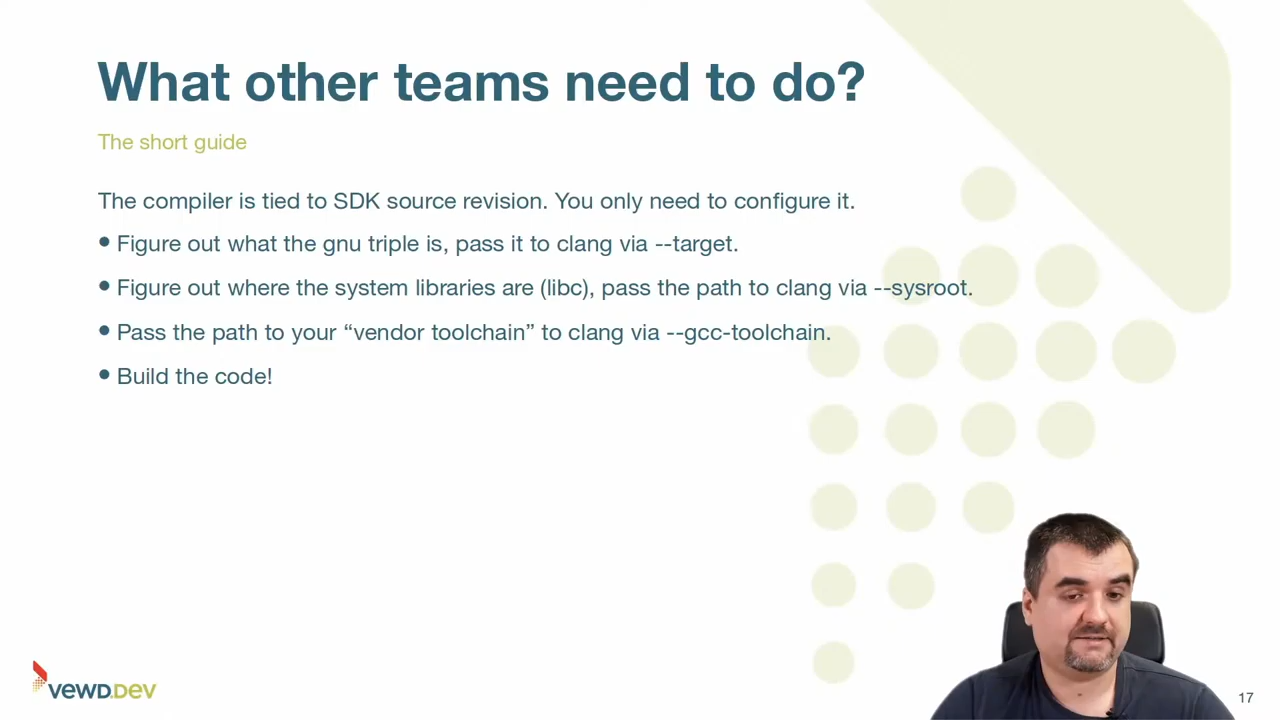 What other teams need to do?
The short guide
The compiler is tied to SDK source revision. You only need to configure it.
• Figure out what the gnu triple is, pass it to clang via --target.
• Figure out where the system libraries are (libc), pass the path to clang via --sysroot.
• Pass the path to your “vendor toolchain” to clang via --gcc-toolchain.
• Build the code!
VEWD.DEV
17